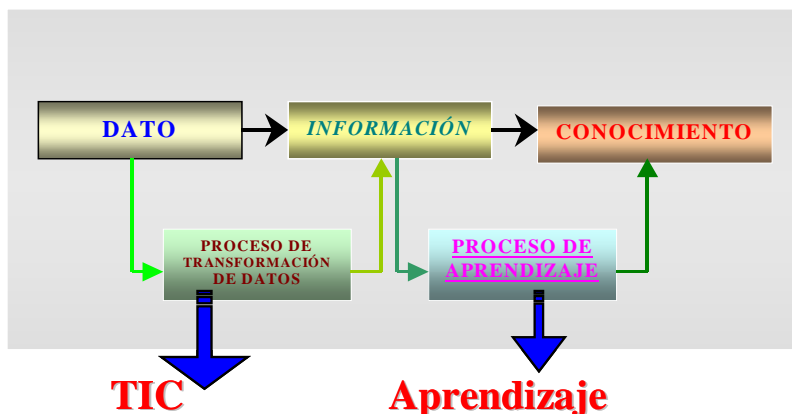 DATO
INFORMACIÓN
CONOCIMIENTO
PROCESO DE
TRANSFORMACIÓN
DE DATOS
PROCESO DE
APRENDIZAJE
TIC
Aprendizaje